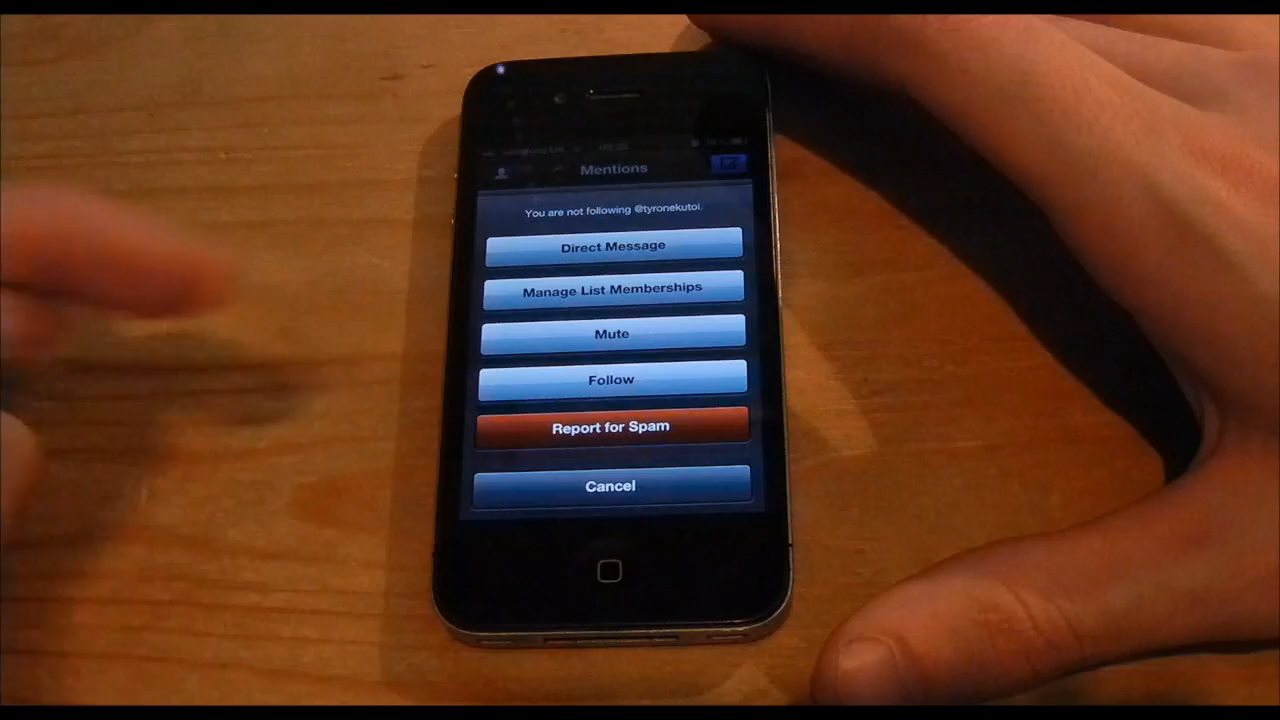 Mentions
You are not following @tyronekutoi.
Direct Message
Manage List Memberships
Mute
Follow
Report for Spam
Cancel